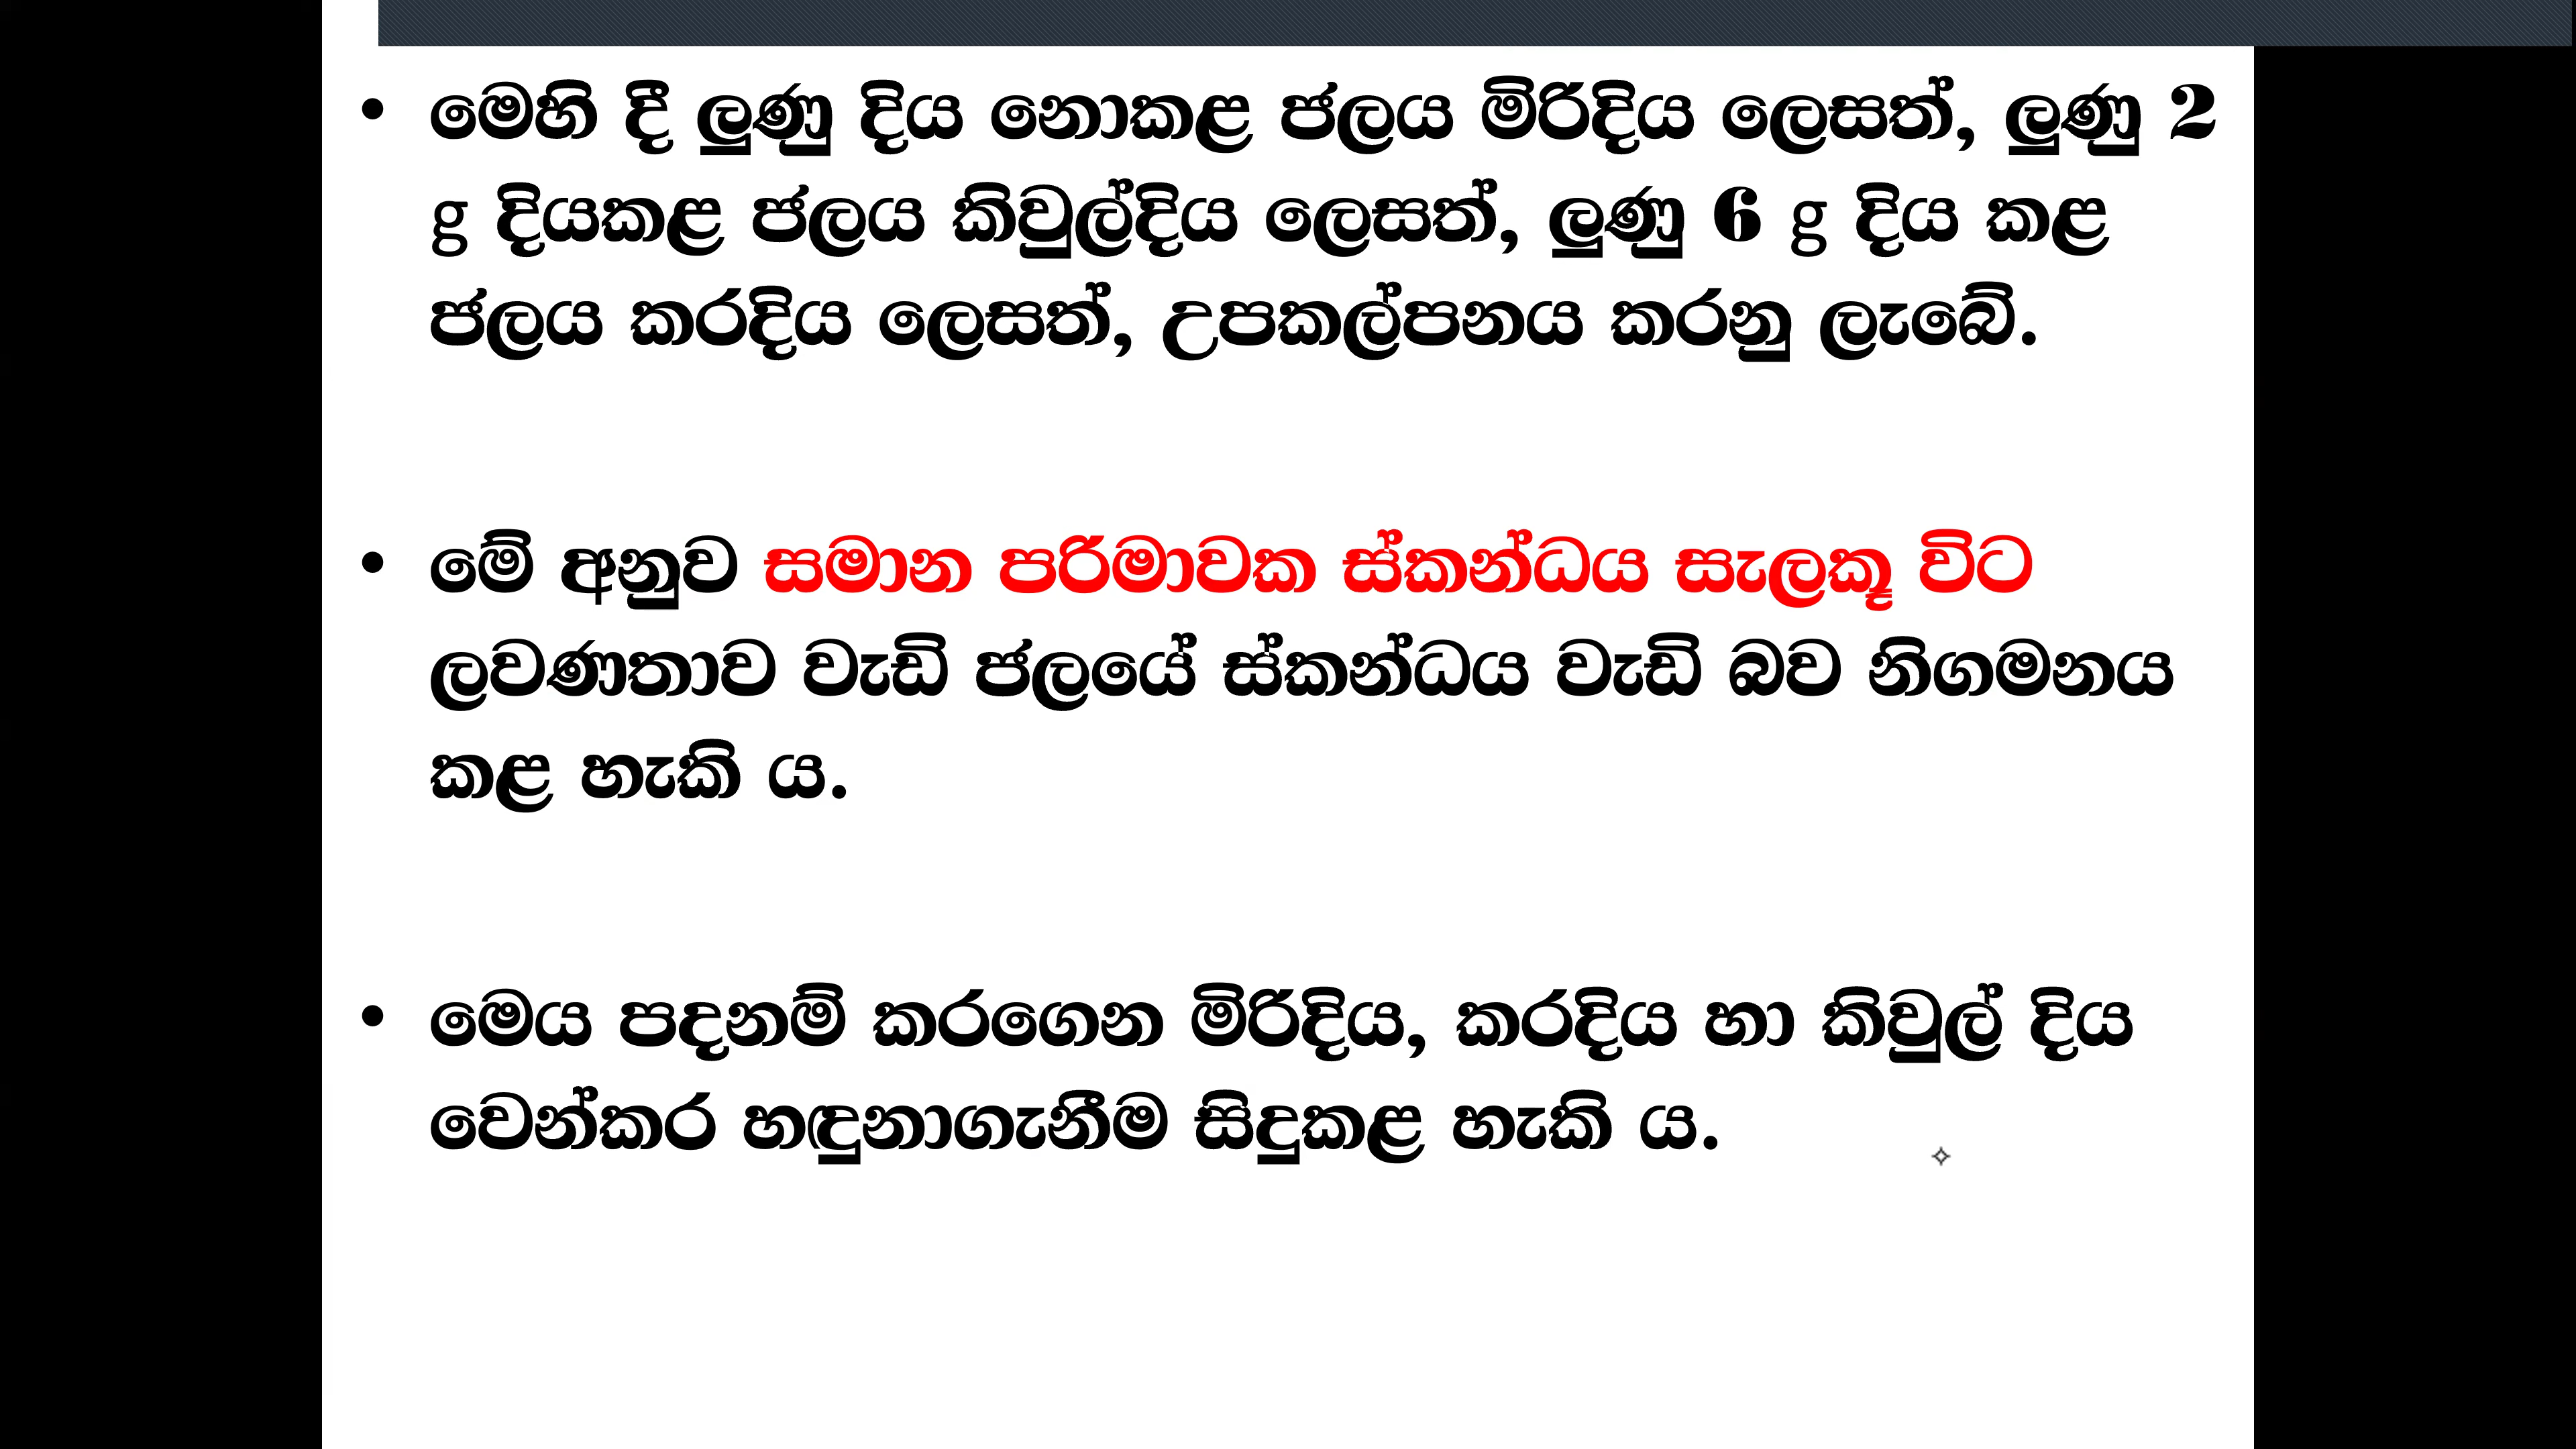 • මෙහි දී ලුණු දිය නොකළ ජලය මිරිදිය ලෙසත්, ලුණු 2
g දියකළ ජලය කිවුල්දිය ලෙසත්, ලුණු 6 g දිය කළ
ජලය කරදිය ලෙසත්, උපකල්පනය කරනු ලැබේ.
• මේ අනුව සමාන පරිමාවක ස්කන්ධය සැලකූ විට
ලවණතාව වැඩි ජලයේ ස්කන්ධය වැඩි බව නිගමනය
කළ හැකි ය.
• මෙය පදනම් කරගෙන මිරිදිය, කරදිය හා කිවුල් දිය
වෙන්කර හඳුනාගැනීම සිදුකළ හැකි ය.